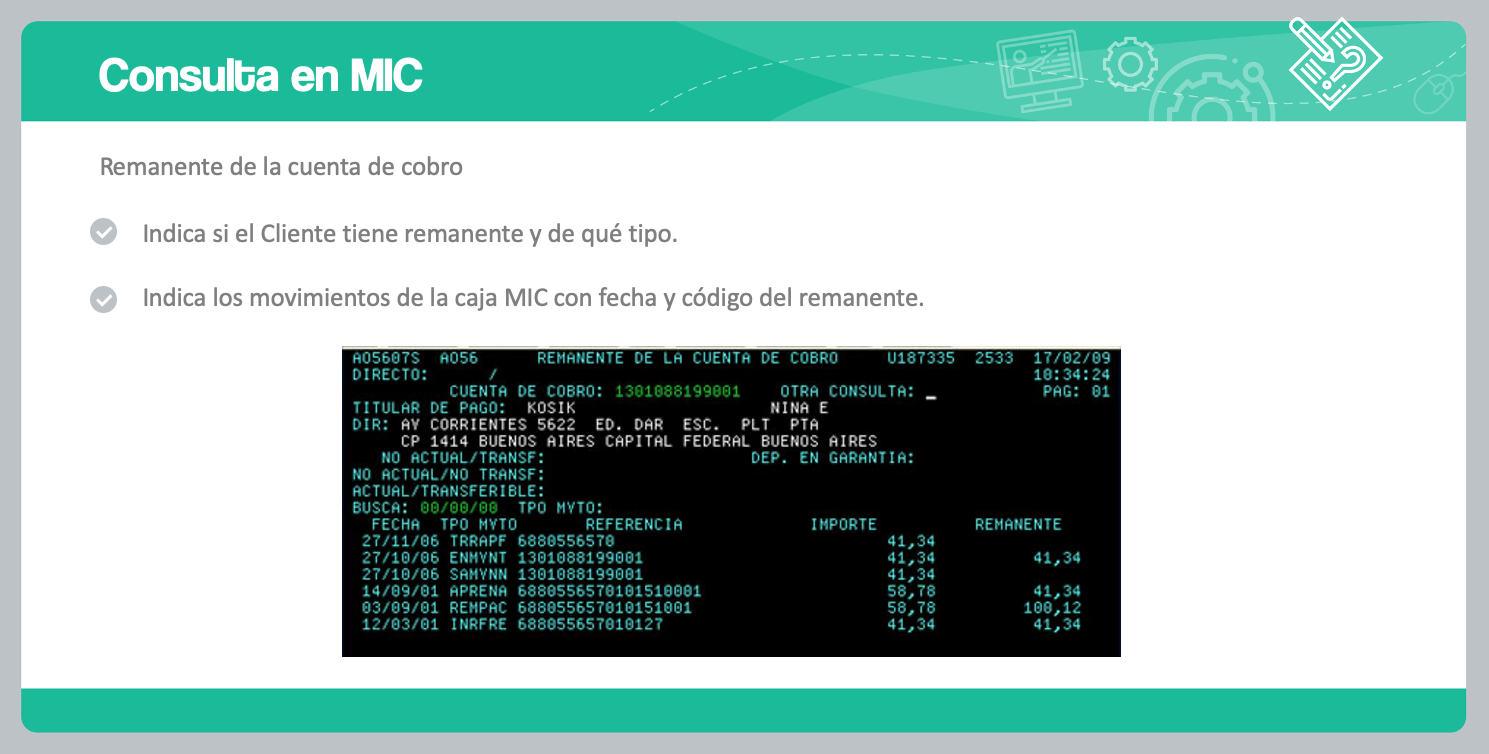 Consulta en MIC
Remanente de la cuenta de cobro
Indica si el Cliente tiene remanente y de qué tipo.
Indica los movimientos de la caja MIC con fecha y código del remanente.
AO5607S AO56 REMANENTE DE LA CUENTA DE COBRO U187335 2533 17/02/09
DIRECTO: / 10:34:24
CUENTA DE COBRO: 1301088199001 OTRA CONSULTA: _ PAG: 01
TITULAR DE PAGO: KOSIK NINA E
DIR: AV CORRIENTES 5622 ED. DAR ESC. PLT PTA
CP 1414 BUENOS AIRES CAPITAL FEDERAL BUENOS AIRES
NO ACTUAL/TRANSF: DEP. EN GARANTIA:
NO ACTUAL/NO TRANSF:
ACTUAL/TRANSFERIBLE:
BUSCA: 00/00/00 TPO MVTO:
FECHA TPO MVTO REFERENCIA IMPORTE REMANENTE
27/11/06 TRRAPF 6880556570 41,34
27/10/06 ENMVNT 1301088199001 41,34 41,34
27/10/06 SAMVNN 1301088199001 41,34
14/09/01 APRENA 6880556570101510001 58,78 41,34
03/09/01 REMPAC 688055657010151001 58,78 100,12
12/03/01 INRFRE 688055657010127 41,34 41,34